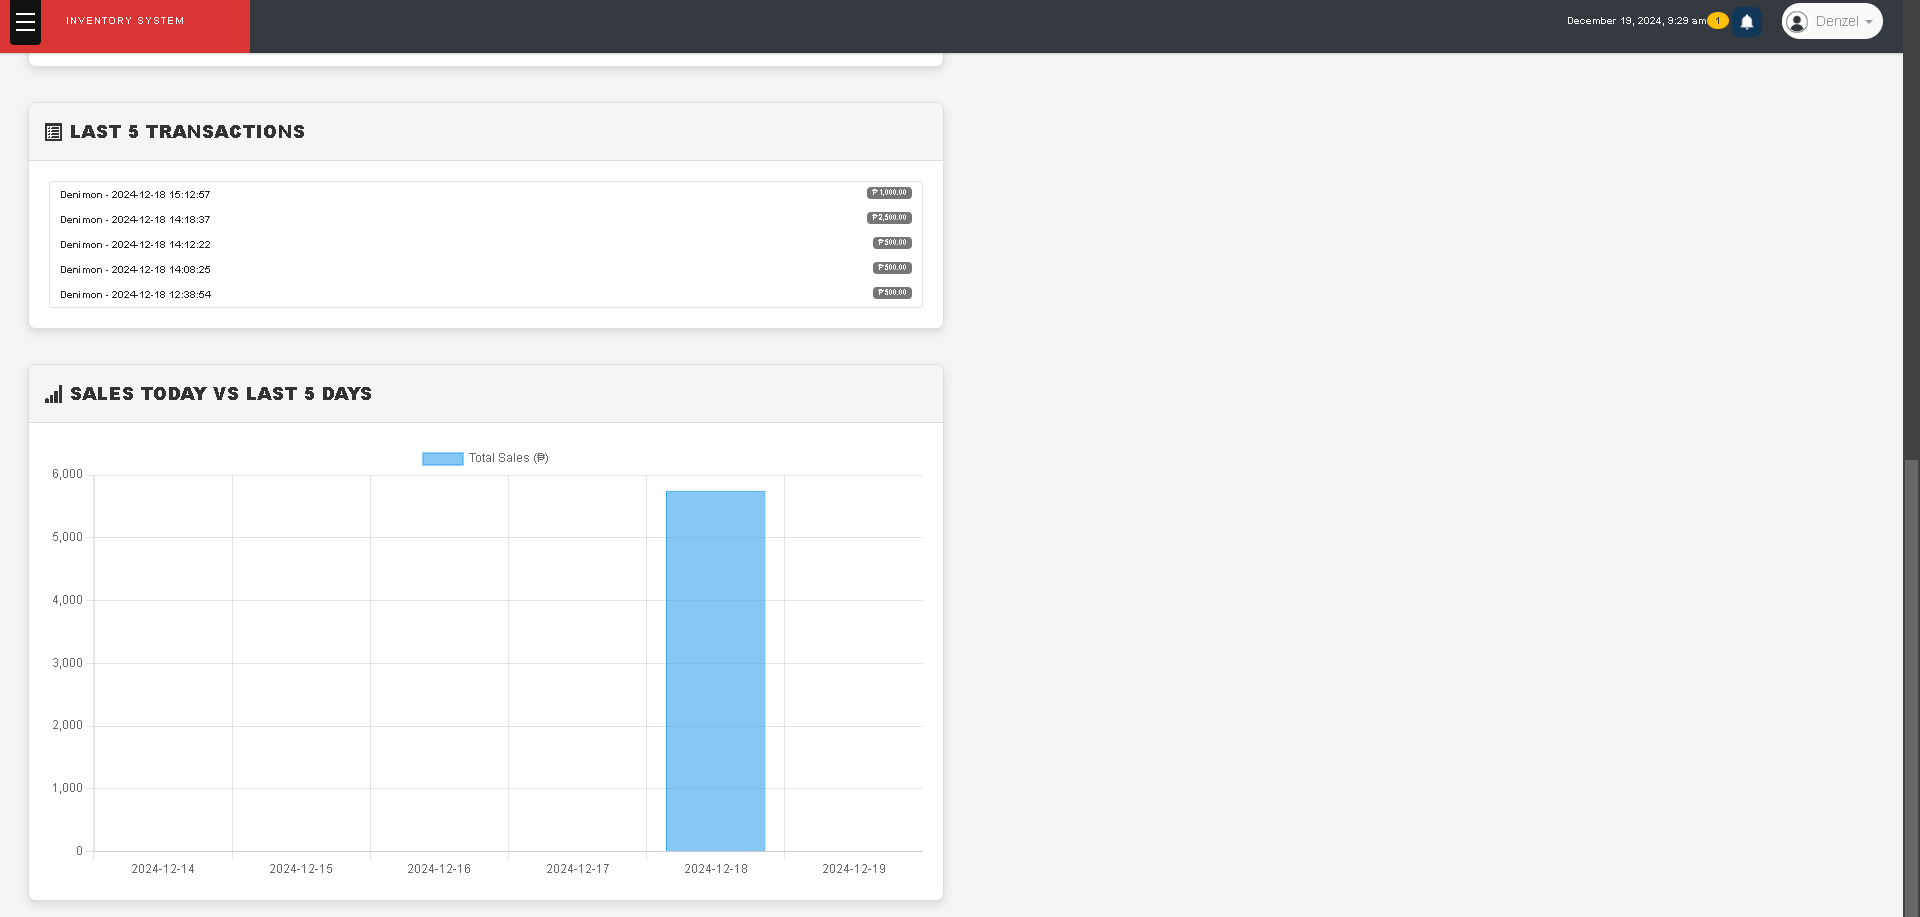 INVENTORY SYSTEM
December 19, 2024, 9:29 am 1
Denzel
LAST 5 TRANSACTIONS
Denimon - 2024-12-18 15:12:57 ₱1,000.00
Denimon - 2024-12-18 14:18:37 ₱2,500.00
Denimon - 2024-12-18 14:12:22 ₱500.00
Denimon - 2024-12-18 14:08:25 ₱500.00
Denimon - 2024-12-18 12:38:54 ₱500.00
SALES TODAY VS LAST 5 DAYS
Total Sales (₱)
6,000
5,000
4,000
3,000
2,000
1,000
0
2024-12-14 2024-12-15 2024-12-16 2024-12-17 2024-12-18 2024-12-19